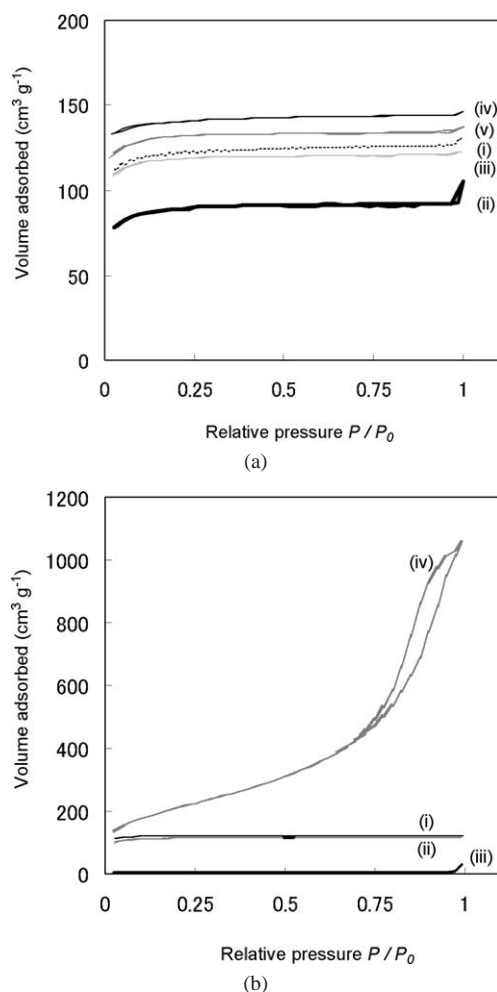 200
150
100
50
0
Volume adsorbed (cm³ g⁻¹)
(iv)
(v)
(i)
(iii)
(ii)
0 0.25 0.5 0.75 1
Relative pressure P / P₀
(a)
1200
1000
800
600
400
200
0
Volume adsorbed (cm³ g⁻¹)
(iv)
(i)
(ii)
(iii)
0 0.25 0.5 0.75 1
Relative pressure P / P₀
(b)